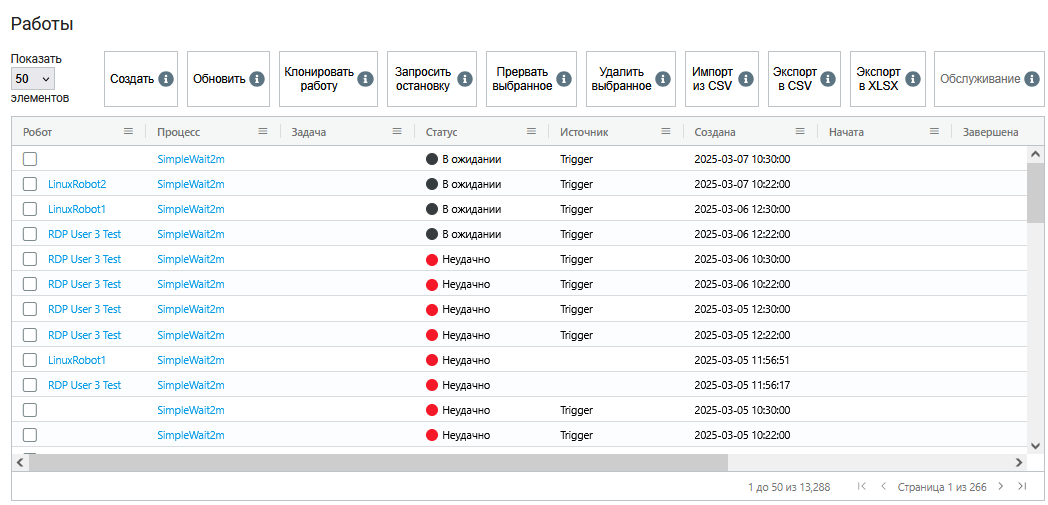 Работы
Показать
50
элементов
Создать
Обновить
Клонировать
работу
Запросить
остановку
Прервать
выбранное
Удалить
выбранное
Импорт
из CSV
Экспорт
в CSV
Экспорт
в XLSX
Обслуживание
Робот Процесс Задача Статус Источник Создана Начата Завершена
SimpleWait2m В ожидании Trigger 2025-03-07 10:30:00
LinuxRobot2 SimpleWait2m В ожидании Trigger 2025-03-07 10:22:00
LinuxRobot1 SimpleWait2m В ожидании Trigger 2025-03-06 12:30:00
RDP User 3 Test SimpleWait2m В ожидании Trigger 2025-03-06 12:22:00
RDP User 3 Test SimpleWait2m Неудачно Trigger 2025-03-06 10:30:00
RDP User 3 Test SimpleWait2m Неудачно Trigger 2025-03-06 10:22:00
RDP User 3 Test SimpleWait2m Неудачно Trigger 2025-03-05 12:30:00
RDP User 3 Test SimpleWait2m Неудачно Trigger 2025-03-05 12:22:00
LinuxRobot1 SimpleWait2m Неудачно 2025-03-05 11:56:51
RDP User 3 Test SimpleWait2m Неудачно 2025-03-05 11:56:17
SimpleWait2m Неудачно Trigger 2025-03-05 10:30:00
SimpleWait2m Неудачно Trigger 2025-03-05 10:22:00
1 до 50 из 13,288 Страница 1 из 266